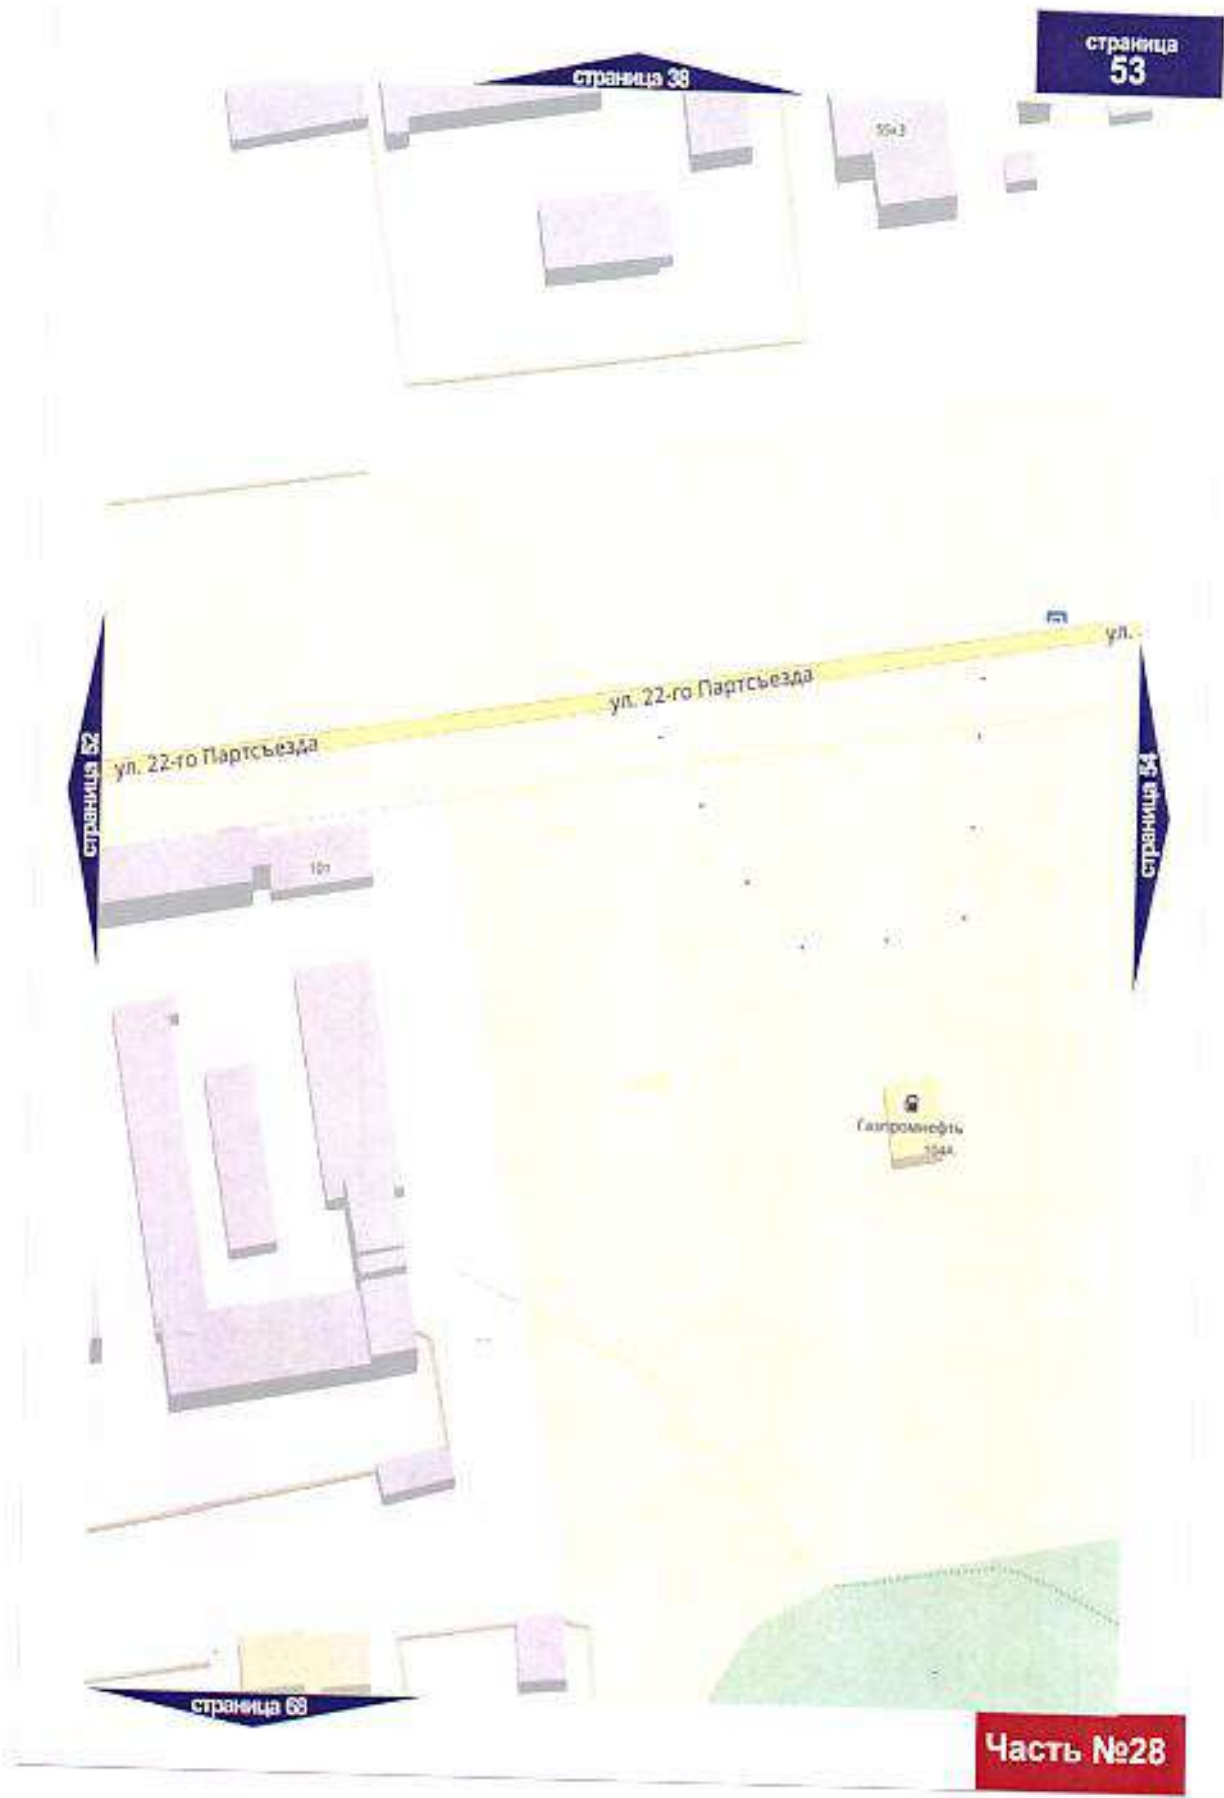 страница
53
страница 38
55к3
ул.
ул. 22-го Партсъезда
ул. 22-го Партсъезда
страница 52
страница 54
Газпромнефть
страница 68
Часть №28